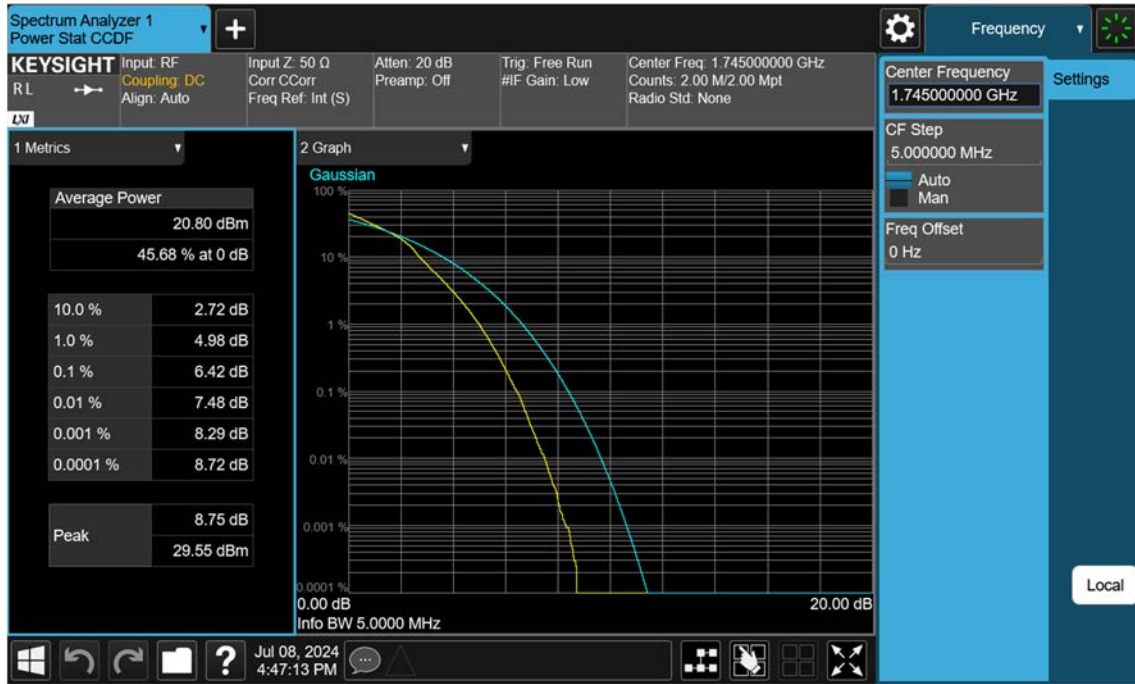 Spectrum Analyzer 1
Power Stat CCDF
+
Frequency
KEYSIGHT
RL
LXI
Input: RF
Coupling: DC
Align: Auto
Input Z: 50 Ω
Corr CCorr
Freq Ref: Int (S)
Atten: 20 dB
Preamp: Off
Trig: Free Run
#IF Gain: Low
Center Freq: 1.745000000 GHz
Counts: 2.00 M/2.00 Mpt
Radio Std: None
Center Frequency
1.745000000 GHz
Settings
CF Step
5.000000 MHz
Auto
Man
Freq Offset
0 Hz
1 Metrics
Average Power
20.80 dBm
45.68 % at 0 dB
10.0 % 2.72 dB
1.0 % 4.98 dB
0.1 % 6.42 dB
0.01 % 7.48 dB
0.001 % 8.29 dB
0.0001 % 8.72 dB
Peak
8.75 dB
29.55 dBm
2 Graph
Gaussian
100 %
10 %
1 %
0.1 %
0.01 %
0.001 %
0.0001 %
0.00 dB 20.00 dB
Info BW 5.0000 MHz
Local
?
Jul 08, 2024
4:47:13 PM